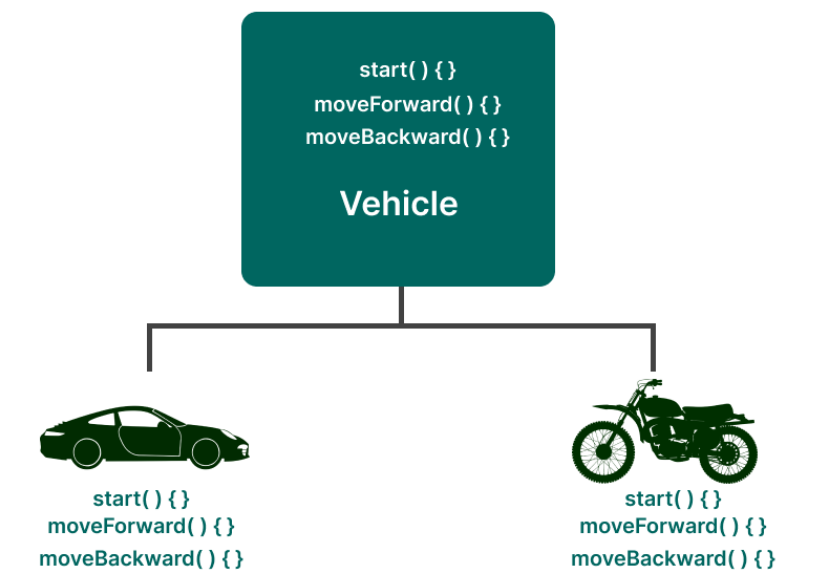 start( ) { }
moveForward( ) { }
moveBackward( ) { }
Vehicle
start( ) { }
moveForward( ) { }
moveBackward( ) { }
start( ) { }
moveForward( ) { }
moveBackward( ) { }